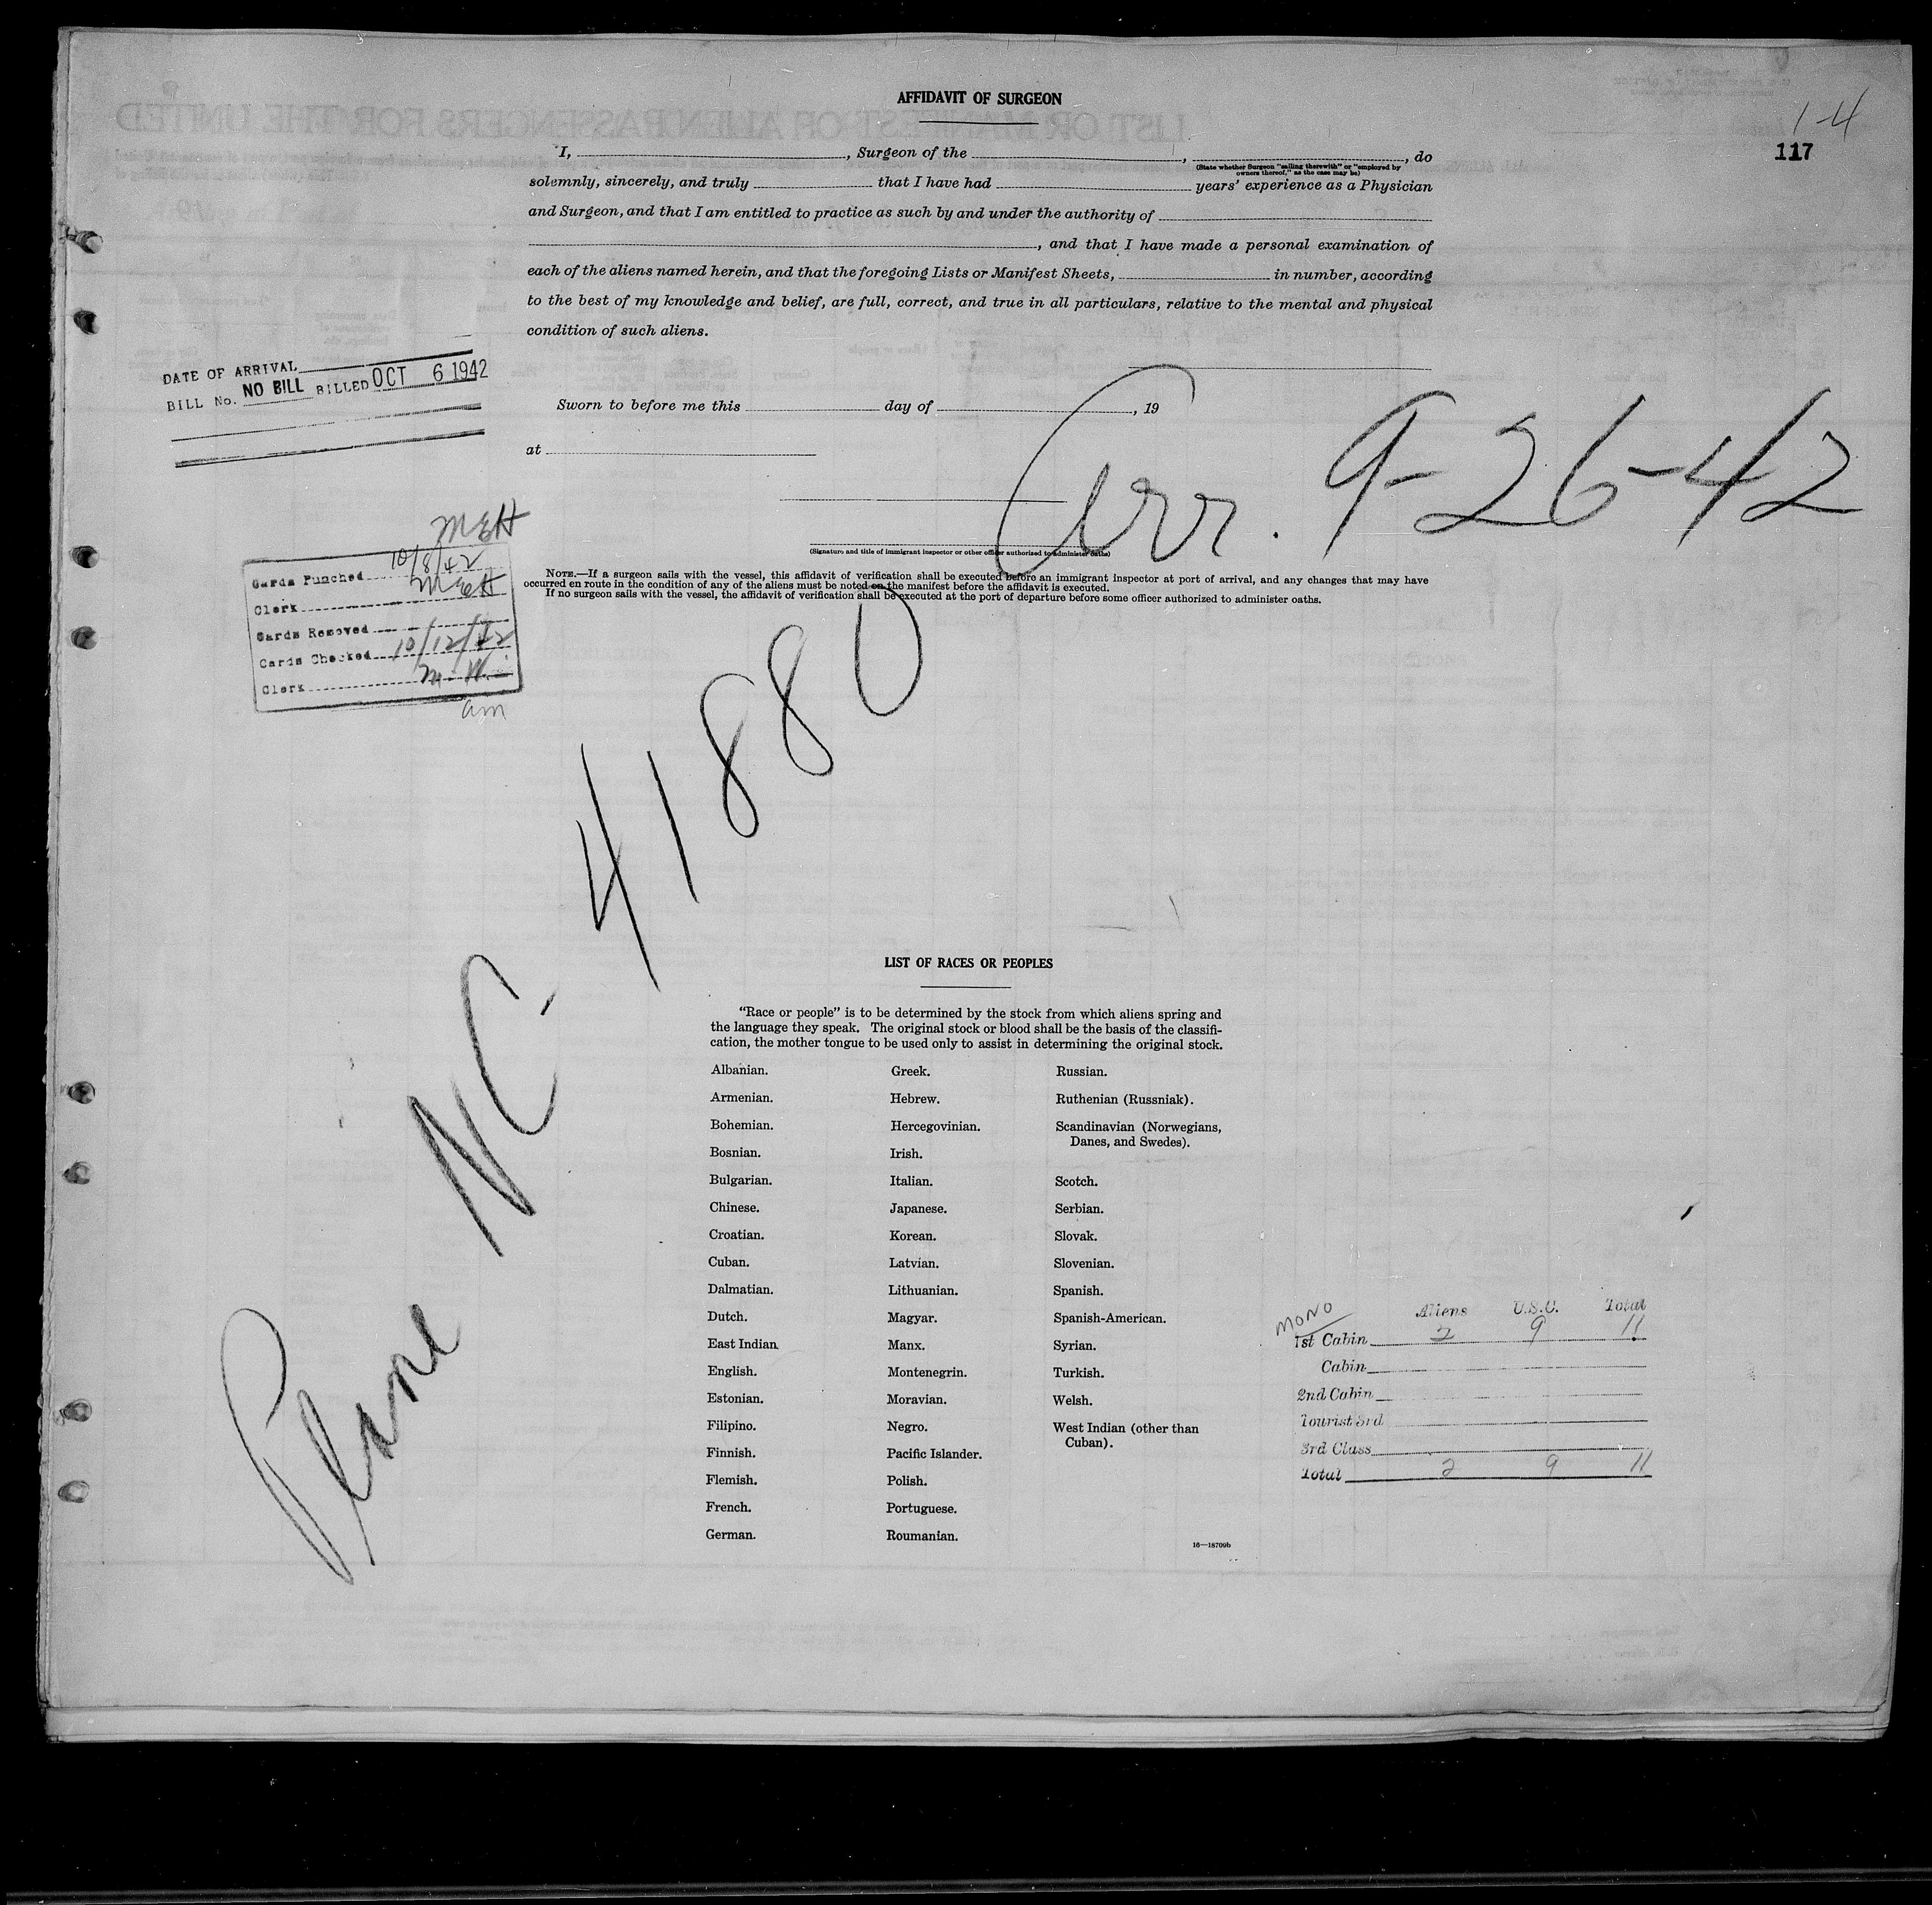 AFFIDAVIT OF SURGEON
1-4
117
I, , Surgeon of the , , do
(State whether Surgeon "sailing therewith" or "employed by
owners thereof," as the case may be)
solemnly, sincerely, and truly that I have had years' experience as a Physician
and Surgeon, and that I am entitled to practice as such by and under the authority of
, and that I have made a personal examination of
each of the aliens named herein, and that the foregoing Lists or Manifest Sheets, in number, according
to the best of my knowledge and belief, are full, correct, and true in all particulars, relative to the mental and physical
condition of such aliens.
DATE OF ARRIVAL
BILL No. NO BILL BILLED OCT 6 1942
Sworn to before me this day of , 19
at
Arr. 9-26-42
(Signature and title of immigrant inspector or other officer authorized to administer oaths)
NOTE.—If a surgeon sails with the vessel, this affidavit of verification shall be executed before an immigrant inspector at port of arrival, and any changes that may have
occurred en route in the condition of any of the aliens must be noted on the manifest before the affidavit is executed.
If no surgeon sails with the vessel, the affidavit of verification shall be executed at the port of departure before some officer authorized to administer oaths.
MEH
Cards Punched 10/8/42
Clerk MEH
Cards Removed
Cards Checked 10/12/42
Clerk M. W.
am
Plane NC-41880
LIST OF RACES OR PEOPLES
"Race or people" is to be determined by the stock from which aliens spring and
the language they speak. The original stock or blood shall be the basis of the classifi-
cation, the mother tongue to be used only to assist in determining the original stock.
Albanian.
Armenian.
Bohemian.
Bosnian.
Bulgarian.
Chinese.
Croatian.
Cuban.
Dalmatian.
Dutch.
East Indian.
English.
Estonian.
Filipino.
Finnish.
Flemish.
French.
German.
Greek.
Hebrew.
Hercegovinian.
Irish.
Italian.
Japanese.
Korean.
Latvian.
Lithuanian.
Magyar.
Manx.
Montenegrin.
Moravian.
Negro.
Pacific Islander.
Polish.
Portuguese.
Roumanian.
Russian.
Ruthenian (Russniak).
Scandinavian (Norwegians,
Danes, and Swedes).
Scotch.
Serbian.
Slovak.
Slovenian.
Spanish.
Spanish-American.
Syrian.
Turkish.
Welsh.
West Indian (other than
Cuban).
16—18709b
MONO
Aliens U.S.C. Total
1st Cabin 2 9 11
Cabin
2nd Cabin
Tourist 3rd
3rd Class
Total 2 9 11